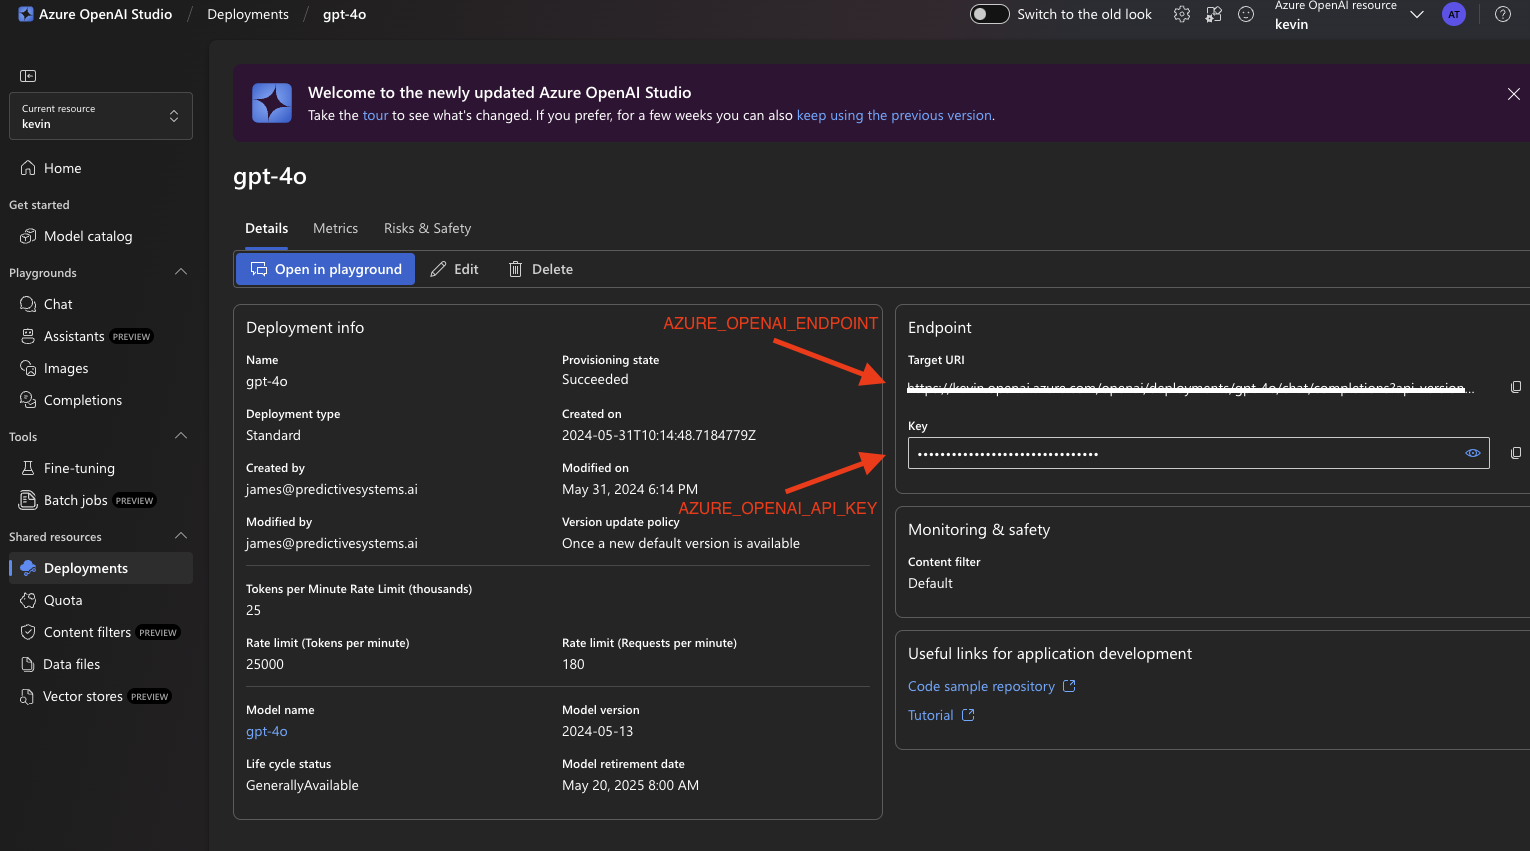 Azure OpenAI Studio / Deployments / gpt-4o
Switch to the old look
Azure OpenAI resource
kevin
AT
Current resource
kevin
Home
Get started
Model catalog
Playgrounds
Chat
Assistants PREVIEW
Images
Completions
Tools
Fine-tuning
Batch jobs PREVIEW
Shared resources
Deployments
Quota
Content filters PREVIEW
Data files
Vector stores PREVIEW
Welcome to the newly updated Azure OpenAI Studio
Take the tour to see what's changed. If you prefer, for a few weeks you can also keep using the previous version.
gpt-4o
Details Metrics Risks & Safety
Open in playground Edit Delete
Deployment info
Name
gpt-4o
Provisioning state
Succeeded
Deployment type
Standard
Created on
2024-05-31T10:14:48.7184779Z
Created by
james@predictivesystems.ai
Modified on
May 31, 2024 6:14 PM
Modified by
james@predictivesystems.ai
Version update policy
Once a new default version is available
Tokens per Minute Rate Limit (thousands)
25
Rate limit (Tokens per minute)
25000
Rate limit (Requests per minute)
180
Model name
gpt-4o
Model version
2024-05-13
Life cycle status
GenerallyAvailable
Model retirement date
May 20, 2025 8:00 AM
AZURE_OPENAI_ENDPOINT
AZURE_OPENAI_API_KEY
Endpoint
Target URI
https://kevin.openai.azure.com/openai/deployments/gpt-4o/chat/completions?api-version...
Key
••••••••••••••••••••••••••••••••
Monitoring & safety
Content filter
Default
Useful links for application development
Code sample repository
Tutorial